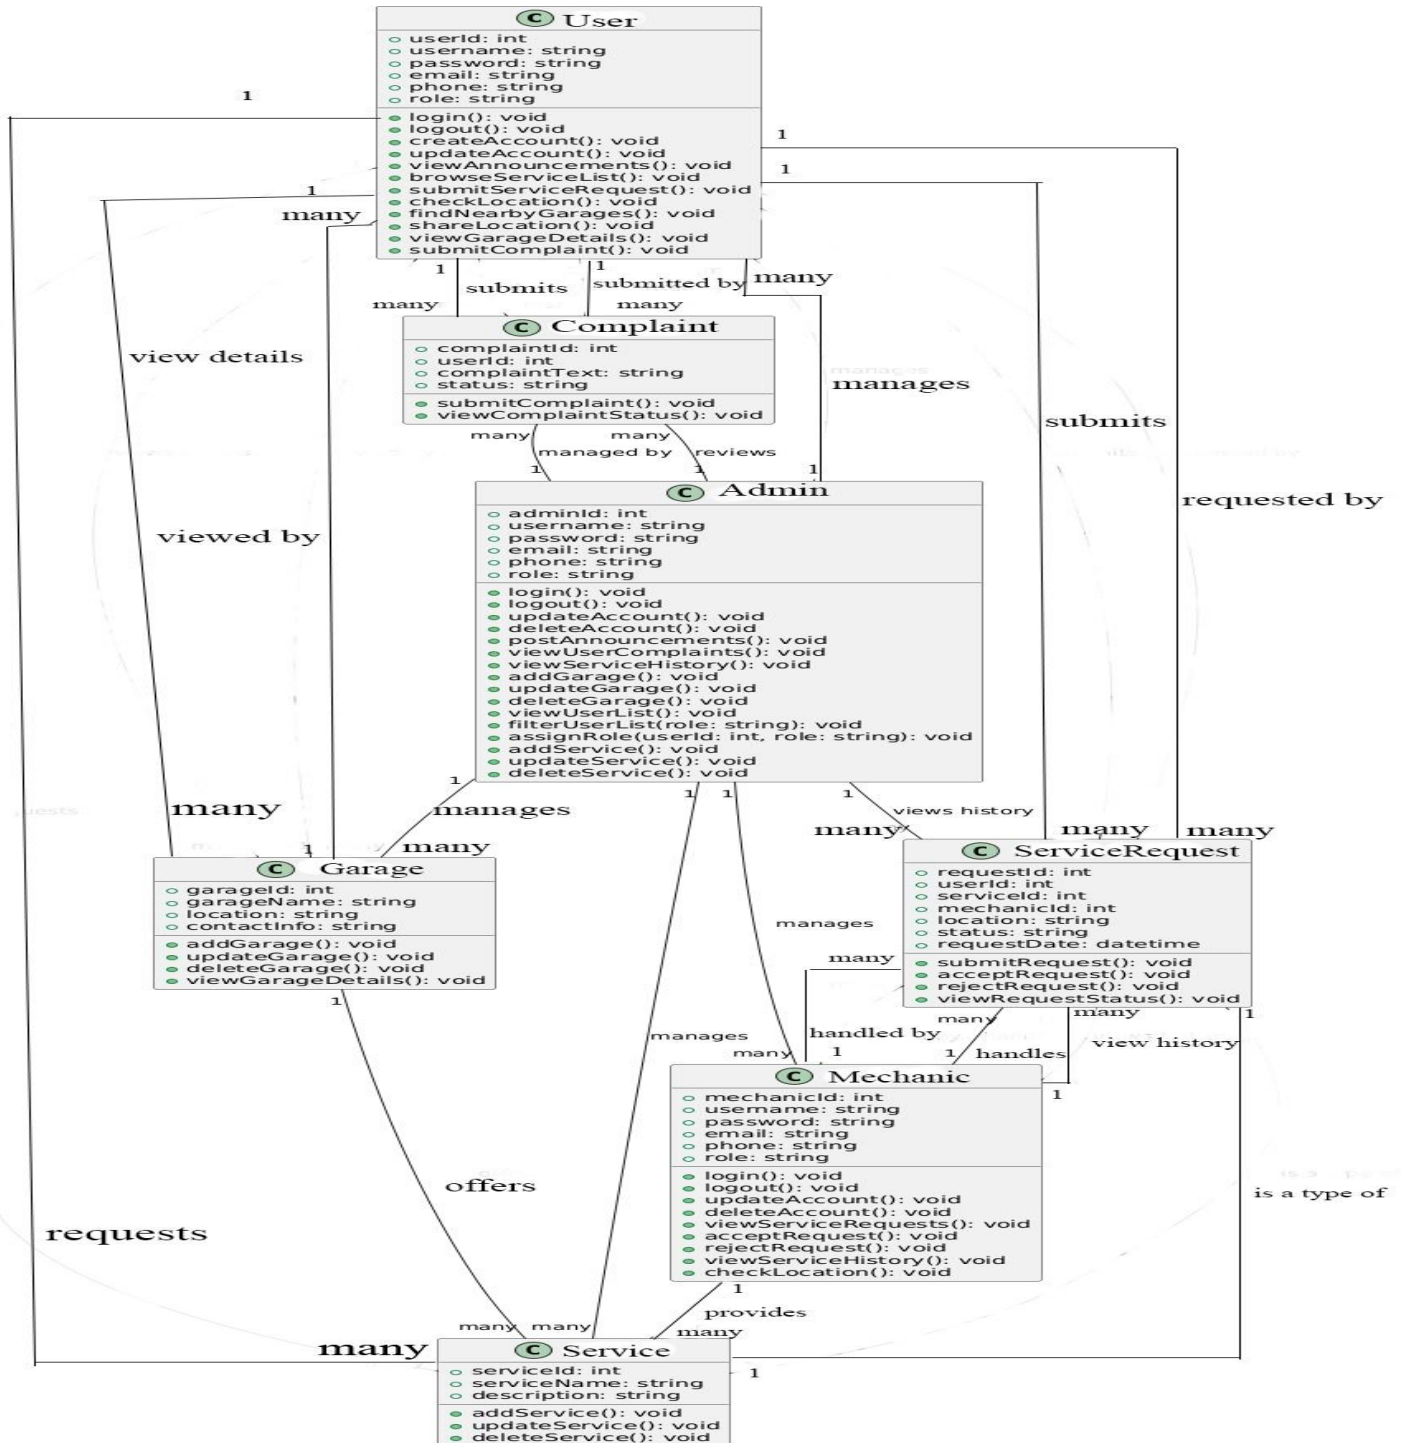 C User
userId: int
username: string
password: string
email: string
phone: string
role: string
login(): void
logout(): void
createAccount(): void
updateAccount(): void
viewAnnouncements(): void
browseServiceList(): void
submitServiceRequest(): void
checkLocation(): void
findNearbyGarages(): void
shareLocation(): void
viewGarageDetails(): void
submitComplaint(): void
1
1
1
1
many
1
submits
many
1
submitted by
many
many
C Complaint
complaintId: int
userId: int
complaintText: string
status: string
submitComplaint(): void
viewComplaintStatus(): void
view details
manages
manages
submits
requested by
viewed by
many
managed by
1
many
reviews
1
1
C Admin
adminId: int
username: string
password: string
email: string
phone: string
role: string
login(): void
logout(): void
updateAccount(): void
deleteAccount(): void
postAnnouncements(): void
viewUserComplaints(): void
viewServiceHistory(): void
addGarage(): void
updateGarage(): void
deleteGarage(): void
viewUserList(): void
filterUserList(role: string): void
assignRole(userId: int, role: string): void
addService(): void
updateService(): void
deleteService(): void
1
manages
many
many
1
1
1
1
views history
many
many
many
C Garage
garageId: int
garageName: string
location: string
contactInfo: string
addGarage(): void
updateGarage(): void
deleteGarage(): void
viewGarageDetails(): void
1
C ServiceRequest
requestId: int
userId: int
serviceId: int
mechanicId: int
location: string
status: string
requestDate: datetime
submitRequest(): void
acceptRequest(): void
rejectRequest(): void
viewRequestStatus(): void
manages
many
handled by
1
many
1
handles
many
view history
1
1
manages
many
C Mechanic
mechanicId: int
username: string
password: string
email: string
phone: string
role: string
login(): void
logout(): void
updateAccount(): void
deleteAccount(): void
viewServiceRequests(): void
acceptRequest(): void
rejectRequest(): void
viewServiceHistory(): void
checkLocation(): void
offers
is a type of
requests
1
provides
many
many
many
many
1
C Service
serviceId: int
serviceName: string
description: string
addService(): void
updateService(): void
deleteService(): void